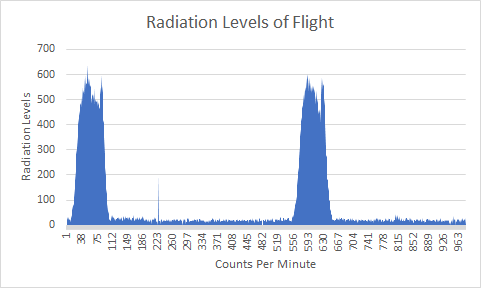 Radiation Levels of Flight
700
600
500
400
300
200
100
0
Radiation Levels
1 38 75 112 149 186 223 260 297 334 371 408 445 482 519 556 593 630 667 704 741 778 815 852 889 926 963
Counts Per Minute